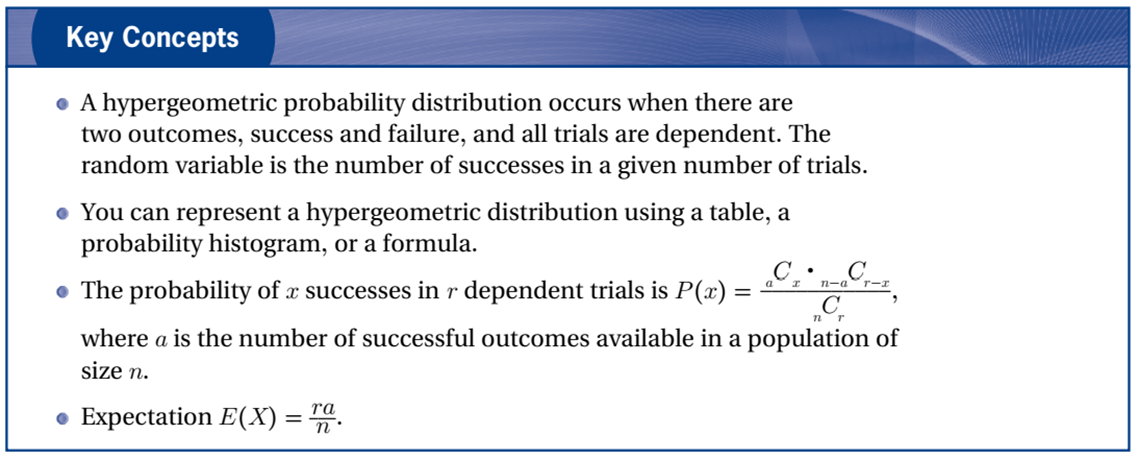 Key Concepts
• A hypergeometric probability distribution occurs when there are
two outcomes, success and failure, and all trials are dependent. The
random variable is the number of successes in a given number of trials.
• You can represent a hypergeometric distribution using a table, a
probability histogram, or a formula.
• The probability of x successes in r dependent trials is P(x) = $\frac{{}_{a}C_{x} \cdot {}_{n-a}C_{r-x}}{{}_{n}C_{r}}$,
where a is the number of successful outcomes available in a population of
size n.
• Expectation E(X) = $\frac{ra}{n}$.